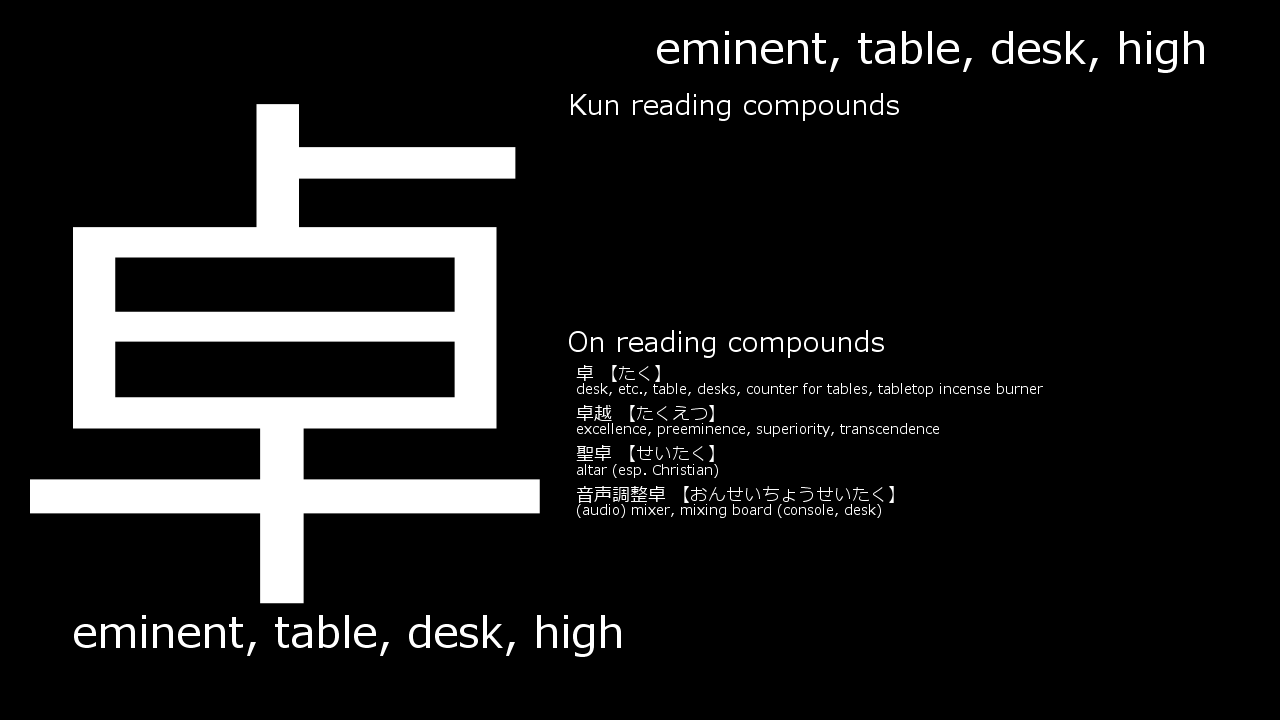 eminent, table, desk, high
卓
Kun reading compounds
On reading compounds
卓 【たく】
desk, etc., table, desks, counter for tables, tabletop incense burner
卓越 【たくえつ】
excellence, preeminence, superiority, transcendence
聖卓 【せいたく】
altar (esp. Christian)
音声調整卓 【おんせいちょうせいたく】
(audio) mixer, mixing board (console, desk)
eminent, table, desk, high